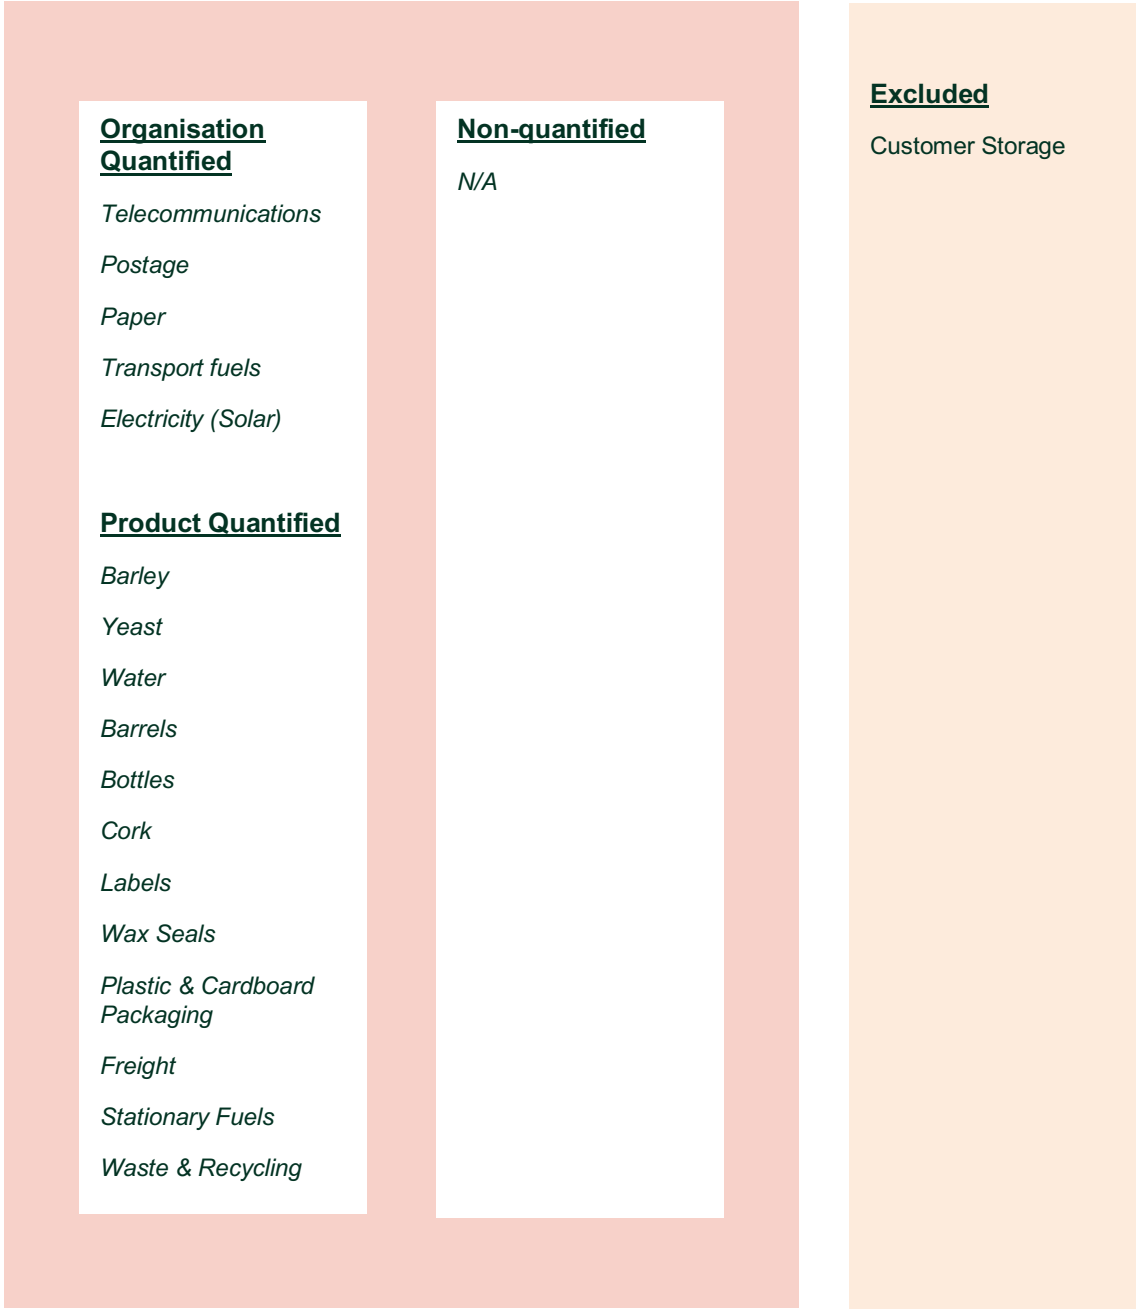 Organisation
Quantified
Telecommunications
Postage
Paper
Transport fuels
Electricity (Solar)
Product Quantified
Barley
Yeast
Water
Barrels
Bottles
Cork
Labels
Wax Seals
Plastic & Cardboard
Packaging
Freight
Stationary Fuels
Waste & Recycling
Non-quantified
N/A
Excluded
Customer Storage